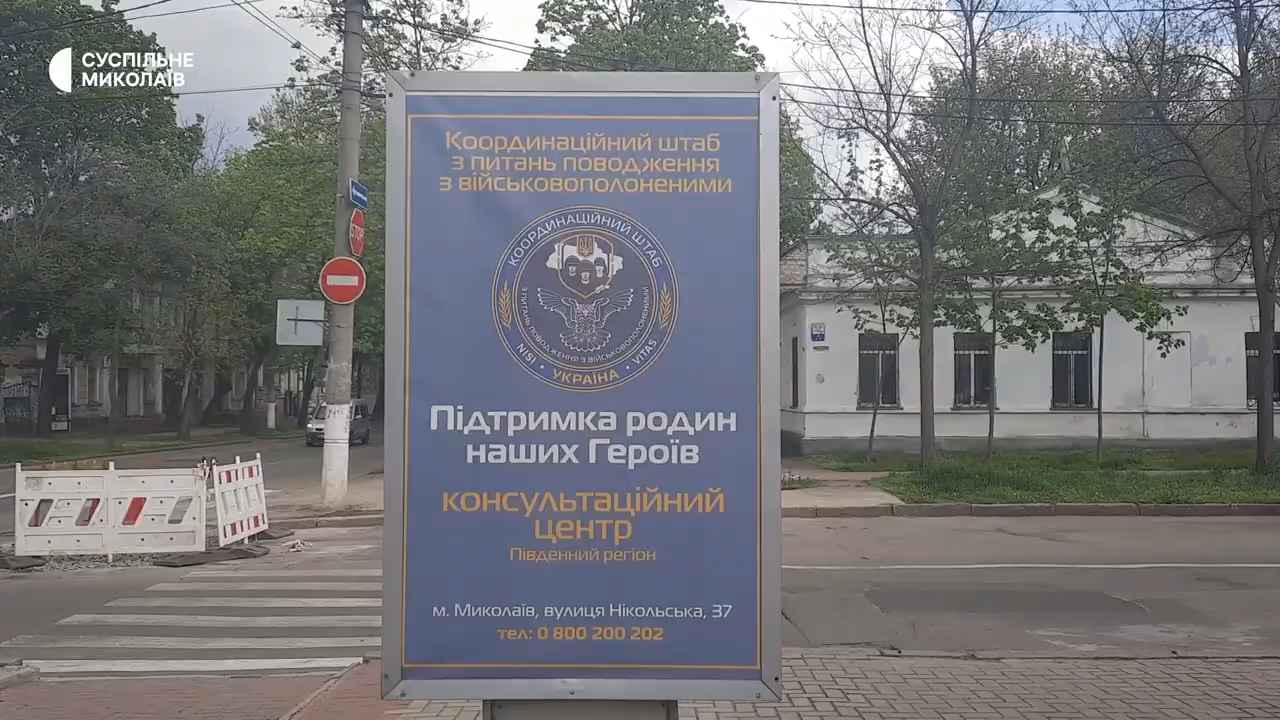 СУСПІЛЬНЕ
МИКОЛАЇВ
Координаційний штаб
з питань поводження
з військовополоненими
КООРДИНАЦІЙНИЙ ШТАБ
З ПИТАНЬ ПОВОДЖЕННЯ З ВІЙСЬКОВОПОЛОНЕНИМИ
NISI • УКРАЇНА • VITAS
Підтримка родин
наших Героїв
консультаційний
центр
Південний регіон
м. Миколаїв, вулиця Нікольська, 37
тел: 0 800 200 202
STOP